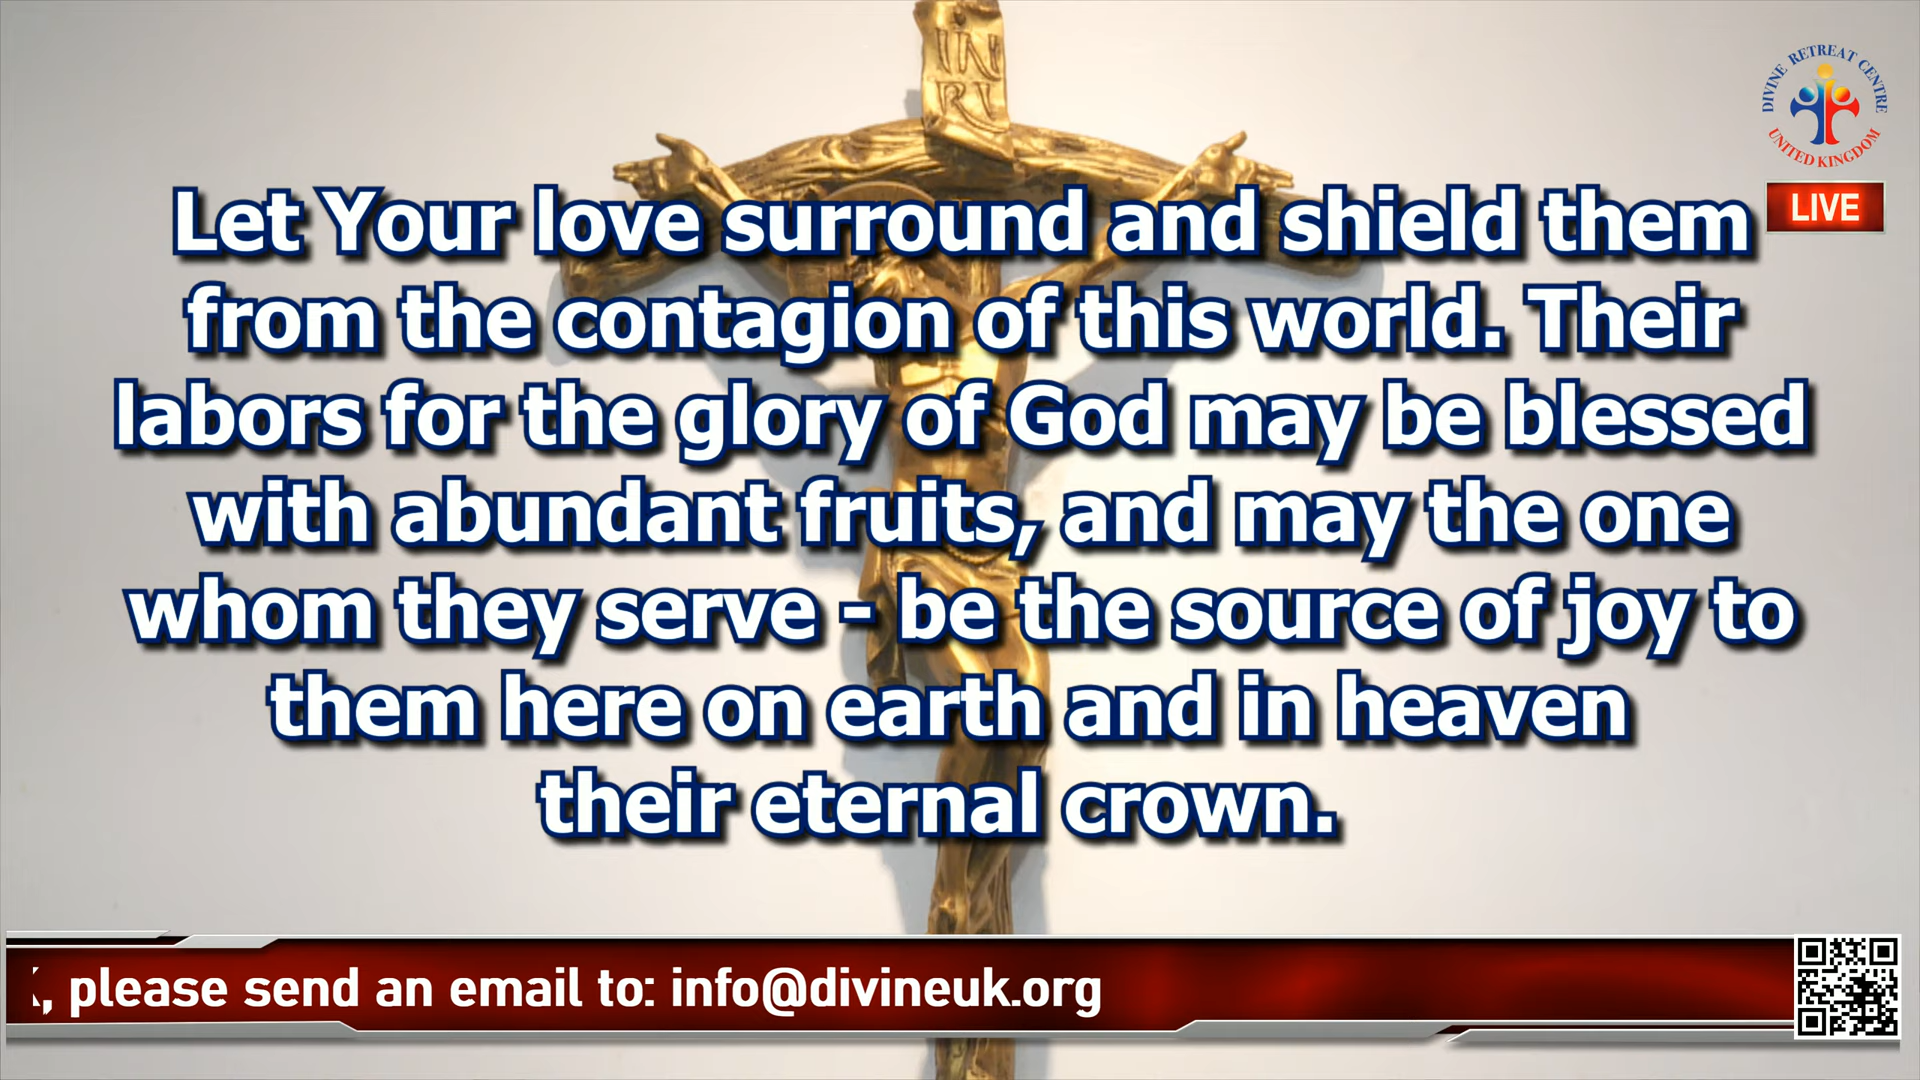 IN
RI
DIVINE RETREAT CENTRE
UNITED KINGDOM
LIVE
Let Your love surround and shield them
from the contagion of this world. Their
labors for the glory of God may be blessed
with abundant fruits, and may the one
whom they serve - be the source of joy to
them here on earth and in heaven
their eternal crown.
, please send an email to: info@divineuk.org